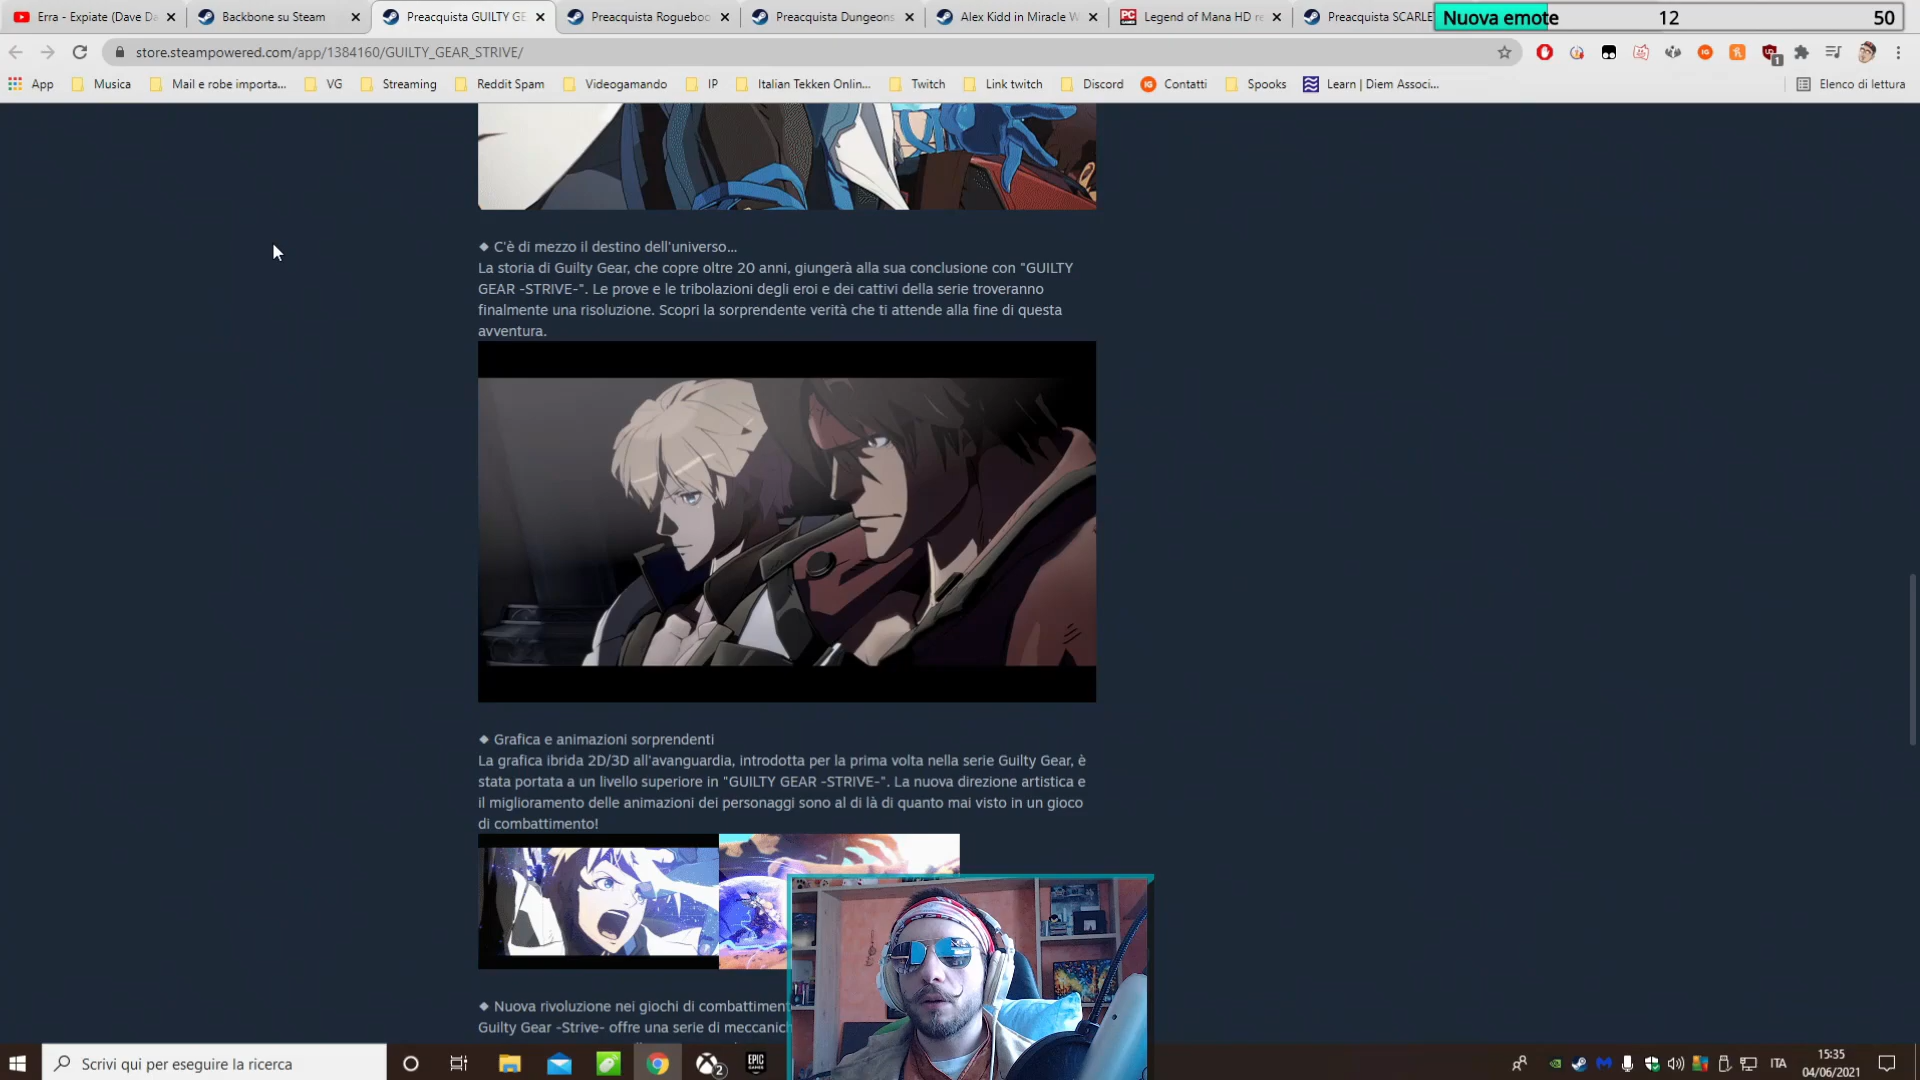 Erra - Expiate (Dave Da
Backbone su Steam
Preacquista GUILTY GE
Preacquista Rogueboo
Preacquista Dungeons
Alex Kidd in Miracle W
Legend of Mana HD re
Preacquista SCARLE
Nuova emote 12 50
store.steampowered.com/app/1384160/GUILTY_GEAR_STRIVE/
App
Musica
Mail e robe importa...
VG
Streaming
Reddit Spam
Videogamando
IP
Italian Tekken Onlin...
Twitch
Link twitch
Discord
Contatti
Spooks
Learn | Diem Associ...
Elenco di lettura
◆ C'è di mezzo il destino dell'universo...
La storia di Guilty Gear, che copre oltre 20 anni, giungerà alla sua conclusione con "GUILTY
GEAR -STRIVE-". Le prove e le tribolazioni degli eroi e dei cattivi della serie troveranno
finalmente una risoluzione. Scopri la sorprendente verità che ti attende alla fine di questa
avventura.
◆ Grafica e animazioni sorprendenti
La grafica ibrida 2D/3D all'avanguardia, introdotta per la prima volta nella serie Guilty Gear, è
stata portata a un livello superiore in "GUILTY GEAR -STRIVE-". La nuova direzione artistica e
il miglioramento delle animazioni dei personaggi sono al di là di quanto mai visto in un gioco
di combattimento!
◆ Nuova rivoluzione nei giochi di combattiment
Guilty Gear -Strive- offre una serie di meccanich
Scrivi qui per eseguire la ricerca
2
EPIC
GAMES
ITA
15:35
04/06/2021